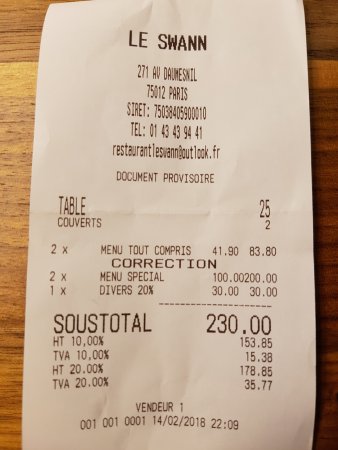 LE SWANN
271 AV DAUMESNIL
75012 PARIS
SIRET: 75038405900010
TEL: 01 43 43 94 41
restaurantleswann@outlook.fr
DOCUMENT PROVISOIRE
TABLE 25
COUVERTS 2
2 x MENU TOUT COMPRIS 41.90 83.80
CORRECTION
2 x MENU SPECIAL 100.00200.00
1 x DIVERS 20% 30.00 30.00
SOUSTOTAL 230.00
HT 10,00% 153.85
TVA 10,00% 15.38
HT 20.00% 178.85
TVA 20.00% 35.77
VENDEUR 1
001 001 0001 14/02/2018 22:09